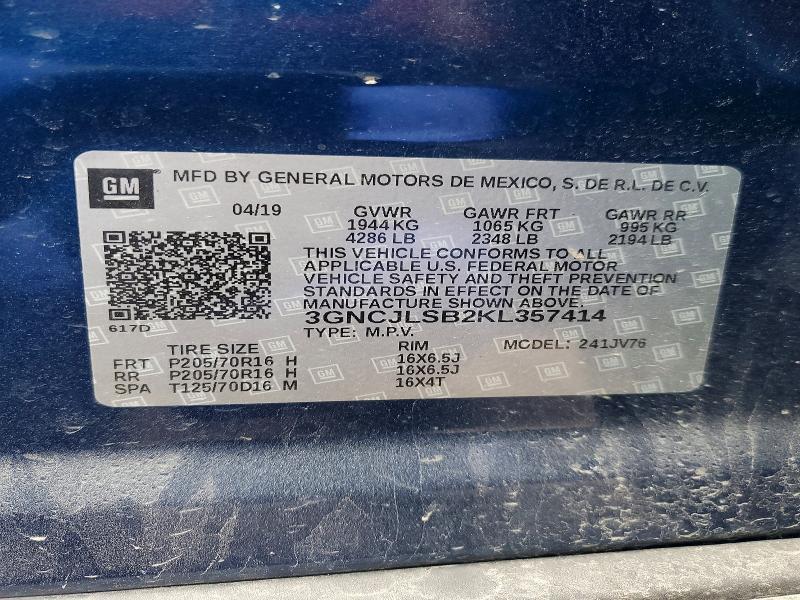 GM MFD BY GENERAL MOTORS DE MEXICO, S. DE R.L. DE C.V.
04/19 GVWR GAWR FRT GAWR RR
1944 KG 1065 KG 995 KG
4286 LB 2348 LB 2194 LB
THIS VEHICLE CONFORMS TO ALL
APPLICABLE U.S. FEDERAL MOTOR
VEHICLE SAFETY AND THEFT PREVENTION
STANDARDS IN EFFECT ON THE DATE OF
MANUFACTURE SHOWN ABOVE.
3GNCJLSB2KL357414
617D
TYPE: M.P.V. MODEL: 241JV76
TIRE SIZE RIM
FRT P205/70R16 H 16X6.5J
RR P205/70R16 H 16X6.5J
SPA T125/70D16 M 16X4T